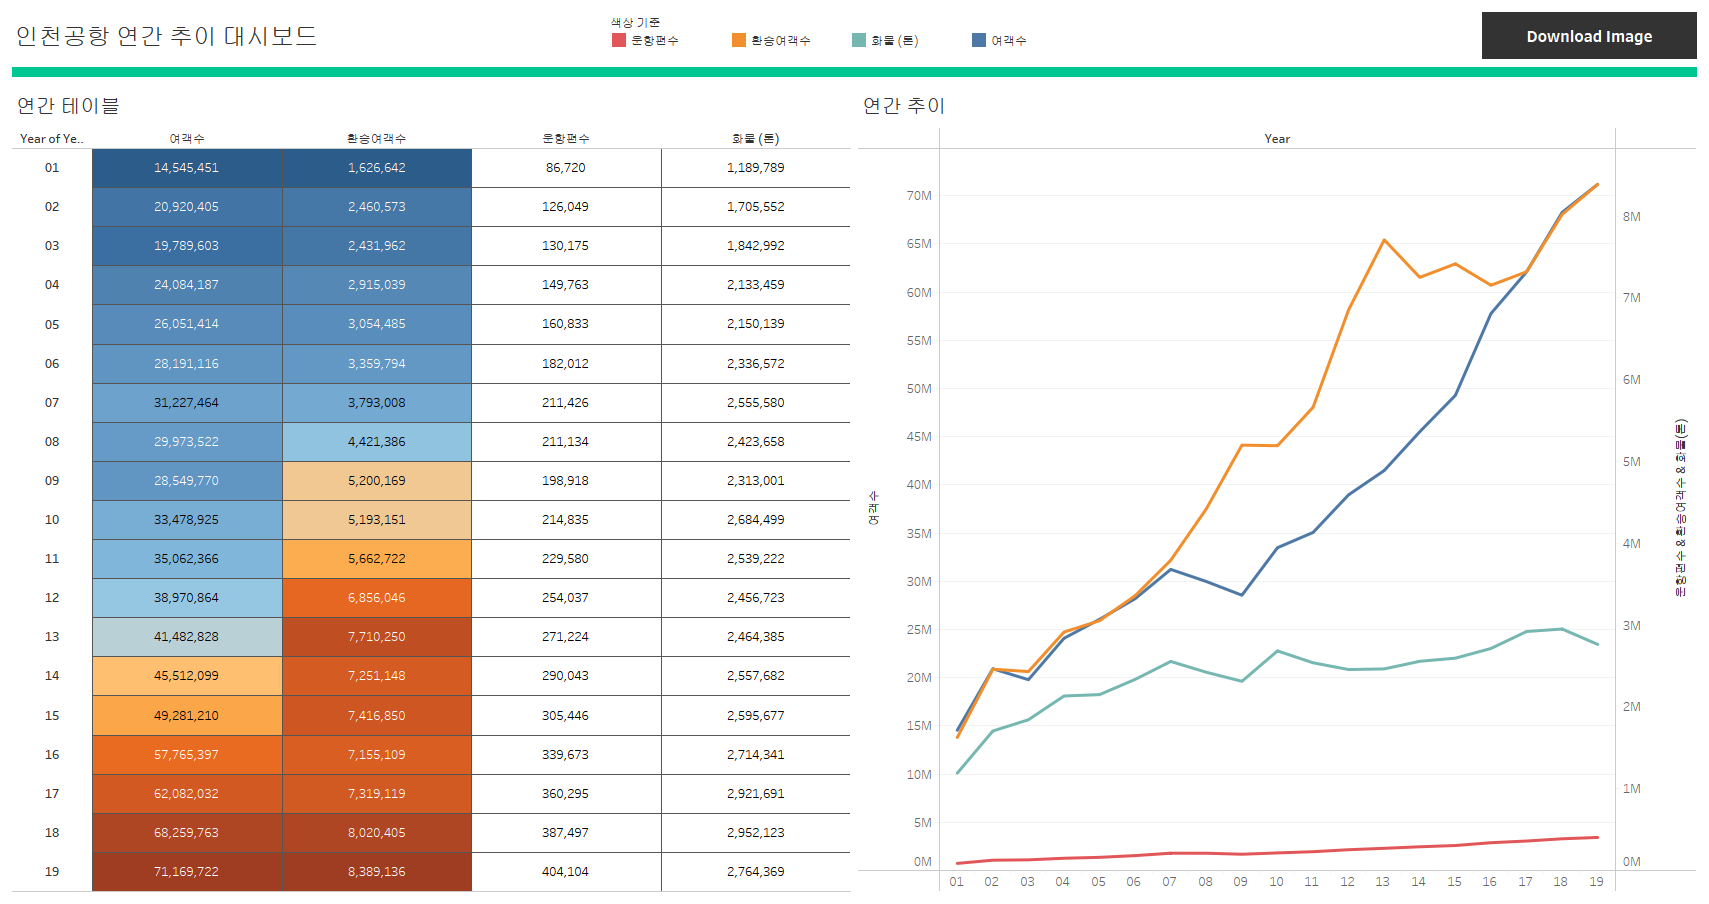 인천공항 연간 추이 대시보드
색상 기준
운항편수 환승여객수 화물 (톤) 여객수
Download Image
연간 테이블
Year of Ye.. 여객수 환승여객수 운항편수 화물 (톤)
01 14,545,451 1,626,642 86,720 1,189,789
02 20,920,405 2,460,573 126,049 1,705,552
03 19,789,603 2,431,962 130,175 1,842,992
04 24,084,187 2,915,039 149,763 2,133,459
05 26,051,414 3,054,485 160,833 2,150,139
06 28,191,116 3,359,794 182,012 2,336,572
07 31,227,464 3,793,008 211,426 2,555,580
08 29,973,522 4,421,386 211,134 2,423,658
09 28,549,770 5,200,169 198,918 2,313,001
10 33,478,925 5,193,151 214,835 2,684,499
11 35,062,366 5,662,722 229,580 2,539,222
12 38,970,864 6,856,046 254,037 2,456,723
13 41,482,828 7,710,250 271,224 2,464,385
14 45,512,099 7,251,148 290,043 2,557,682
15 49,281,210 7,416,850 305,446 2,595,677
16 57,765,397 7,155,109 339,673 2,714,341
17 62,082,032 7,319,119 360,295 2,921,691
18 68,259,763 8,020,405 387,497 2,952,123
19 71,169,722 8,389,136 404,104 2,764,369
연간 추이
Year
여객수
70M
65M
60M
55M
50M
45M
40M
35M
30M
25M
20M
15M
10M
5M
0M
8M
7M
6M
5M
4M
3M
2M
1M
0M
운항편수 & 환승여객수 & 화물(톤)
01 02 03 04 05 06 07 08 09 10 11 12 13 14 15 16 17 18 19